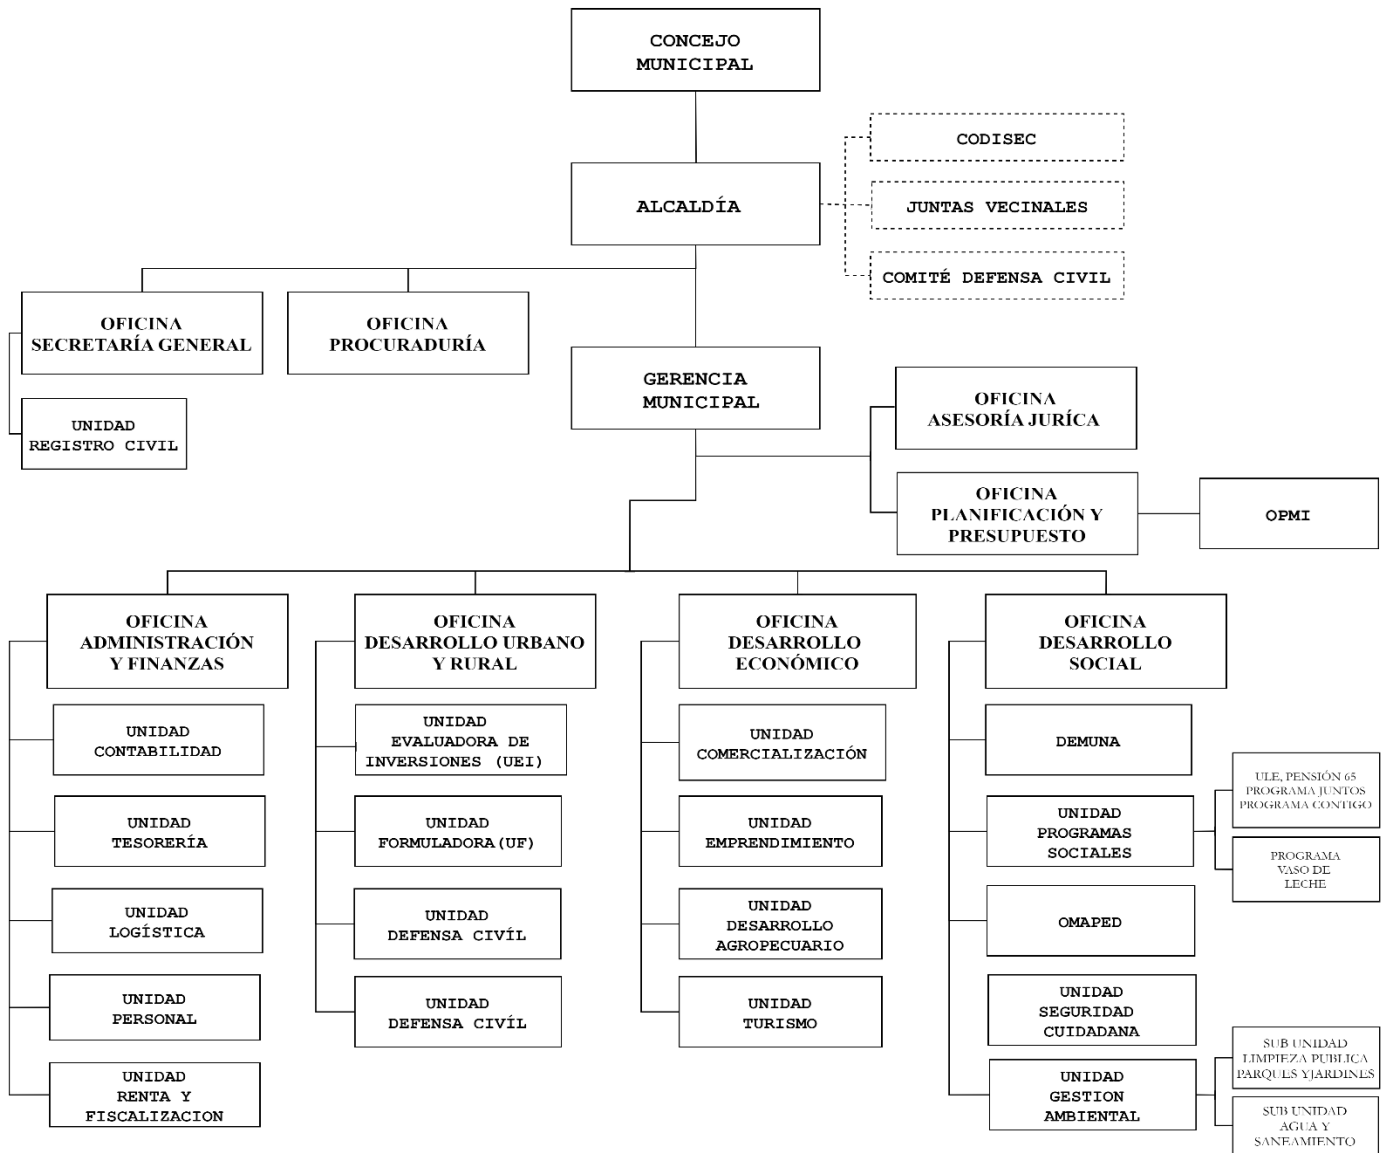 CONCEJO
MUNICIPAL
CODISEC
ALCALDÍA
JUNTAS VECINALES
COMITÉ DEFENSA CIVIL
OFICINA
SECRETARÍA GENERAL
OFICINA
PROCURADURÍA
GERENCIA
MUNICIPAL
UNIDAD
REGISTRO CIVIL
OFICINA
ASESORÍA JURÍCA
OFICINA
PLANIFICACIÓN Y
PRESUPUESTO
OPMI
OFICINA
ADMINISTRACIÓN
Y FINANZAS
OFICINA
DESARROLLO URBANO
Y RURAL
OFICINA
DESARROLLO
ECONÓMICO
OFICINA
DESARROLLO
SOCIAL
UNIDAD
CONTABILIDAD
UNIDAD
EVALUADORA DE
INVERSIONES (UEI)
UNIDAD
COMERCIALIZACIÓN
DEMUNA
UNIDAD
TESORERÍA
UNIDAD
FORMULADORA(UF)
UNIDAD
EMPRENDIMIENTO
UNIDAD
PROGRAMAS
SOCIALES
ULE, PENSIÓN 65
PROGRAMA JUNTOS
PROGRAMA CONTIGO
PROGRAMA
VASO DE
LECHE
UNIDAD
LOGÍSTICA
UNIDAD
DEFENSA CIVÍL
UNIDAD
DESARROLLO
AGROPECUARIO
OMAPED
UNIDAD
PERSONAL
UNIDAD
DEFENSA CIVÍL
UNIDAD
TURISMO
UNIDAD
SEGURIDAD
CUIDADANA
UNIDAD
RENTA Y
FISCALIZACION
UNIDAD
GESTION
AMBIENTAL
SUB UNIDAD
LIMPIEZA PUBLICA
PARQUES YJARDINES
SUB UNIDAD
AGUA Y
SANEAMIENTO